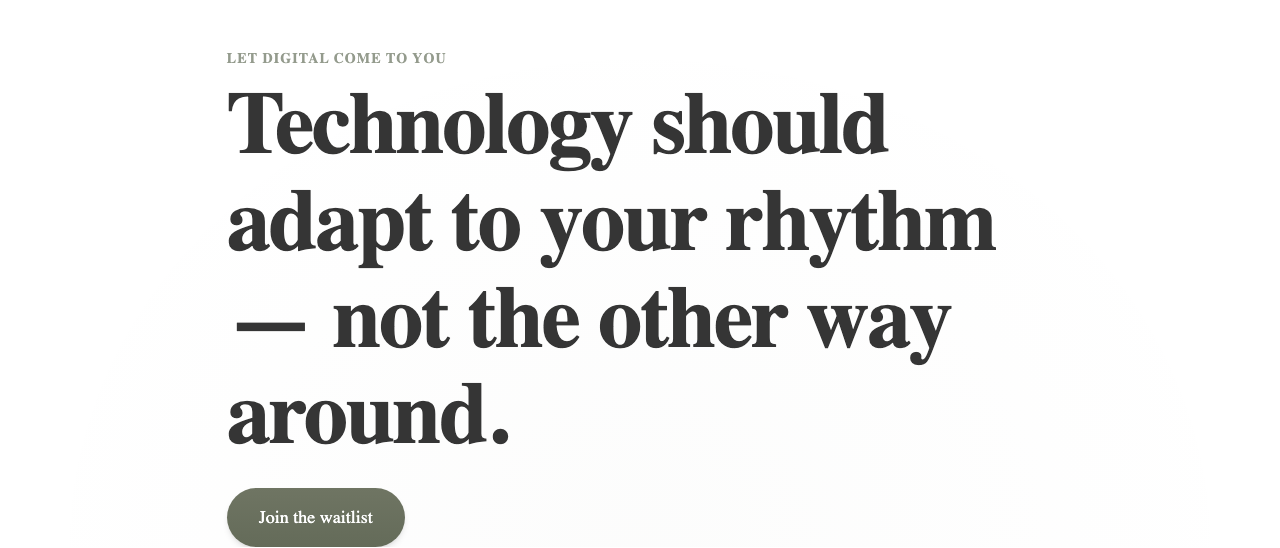 LET DIGITAL COME TO YOU
Technology should
adapt to your rhythm
— not the other way
around.
Join the waitlist